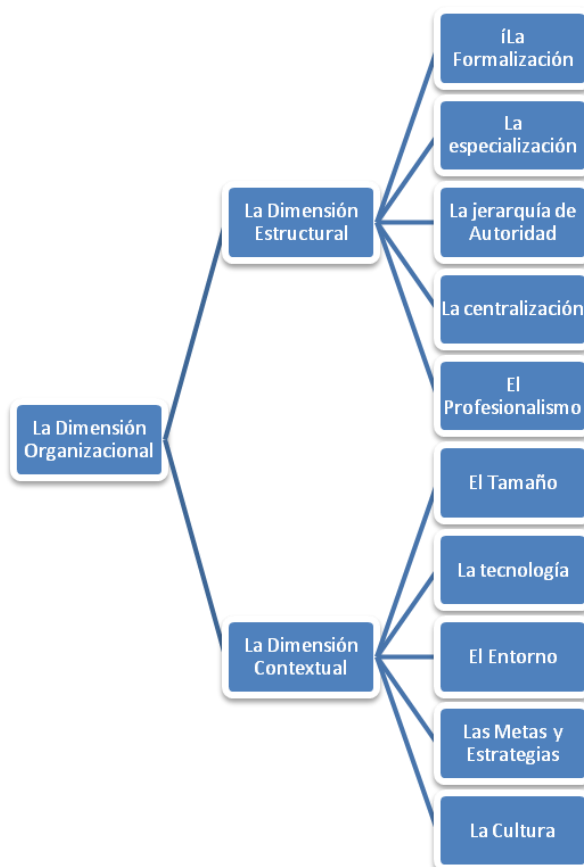 La Dimensión
Organizacional
La Dimensión
Estructural
íLa
Formalización
La
especialización
La jerarquía de
Autoridad
La centralización
El
Profesionalismo
La Dimensión
Contextual
El Tamaño
La tecnología
El Entorno
Las Metas y
Estrategias
La Cultura